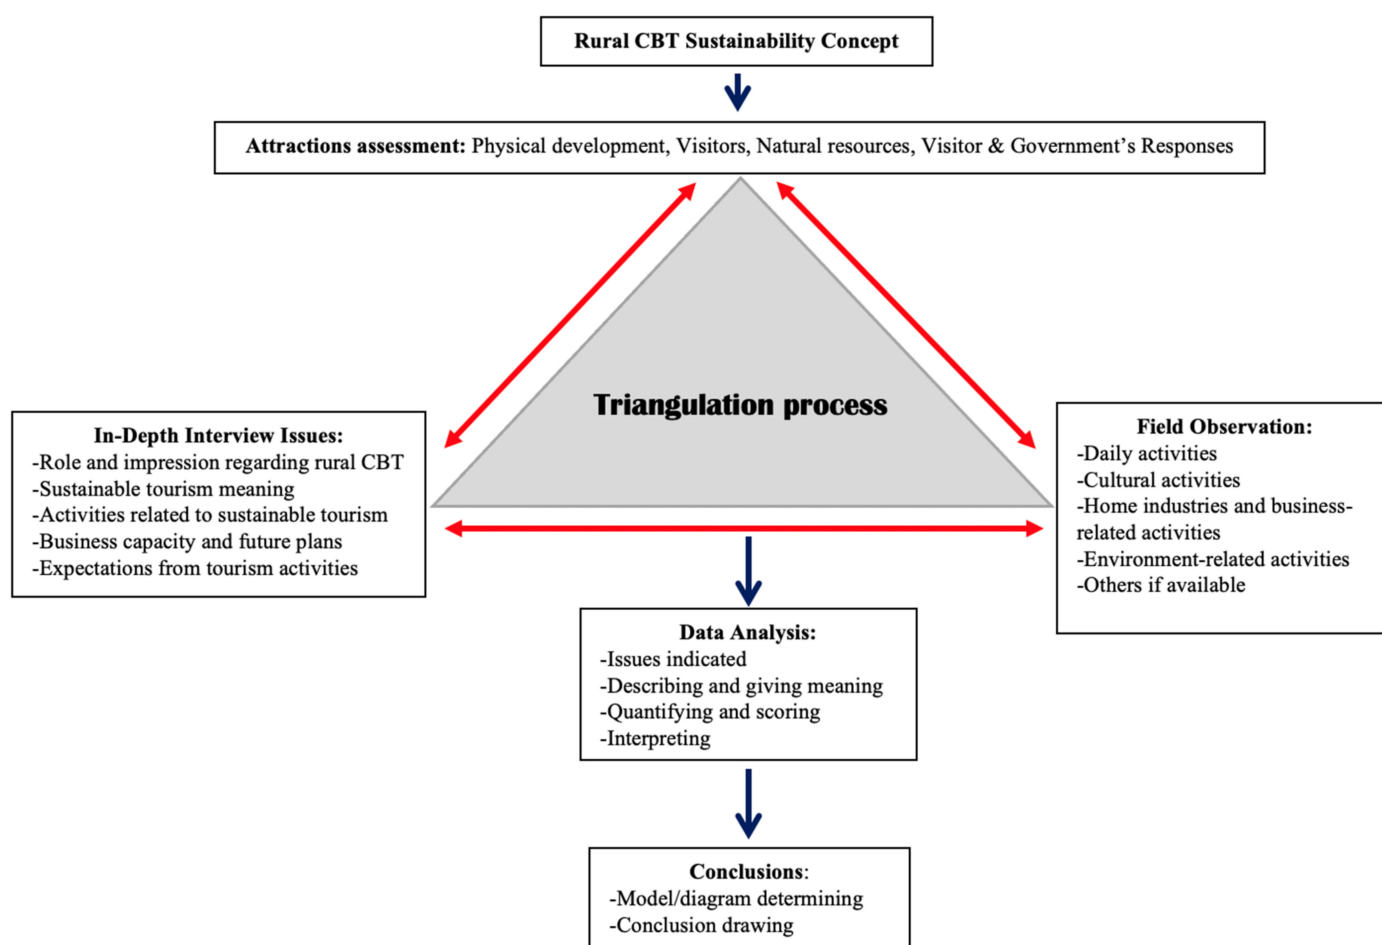 Rural CBT Sustainability Concept
Attractions assessment: Physical development, Visitors, Natural resources, Visitor & Government's Responses
Triangulation process
In-Depth Interview Issues:
-Role and impression regarding rural CBT
-Sustainable tourism meaning
-Activities related to sustainable tourism
-Business capacity and future plans
-Expectations from tourism activities
Field Observation:
-Daily activities
-Cultural activities
-Home industries and business-
related activities
-Environment-related activities
-Others if available
Data Analysis:
-Issues indicated
-Describing and giving meaning
-Quantifying and scoring
-Interpreting
Conclusions:
-Model/diagram determining
-Conclusion drawing